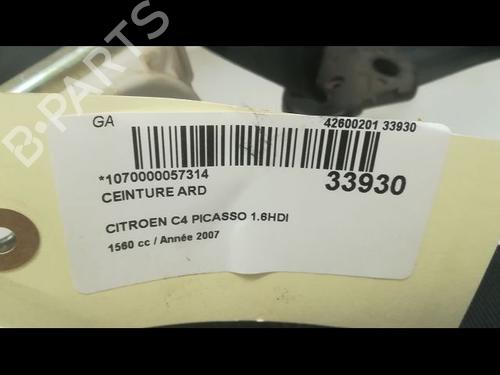 GA
42600201 33930
*1070000057314
33930
CEINTURE ARD
CITROEN C4 PICASSO 1.6HDI
1560 cc / Année 2007
B-PARTS